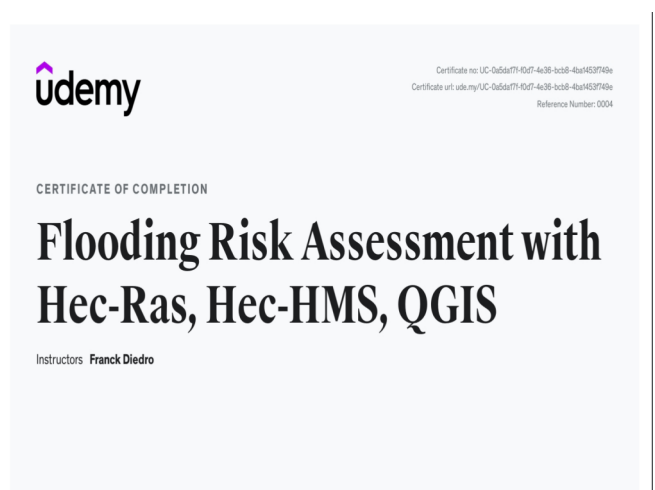 ûdemy
Certificate no: UC-0a5daf7f-f0d7-4e36-bcb8-4ba1453f749e
Certificate url: ude.my/UC-0a5daf7f-f0d7-4e36-bcb8-4ba1453f749e
Reference Number: 0004
CERTIFICATE OF COMPLETION
Flooding Risk Assessment with
Hec-Ras, Hec-HMS, QGIS
Instructors Franck Diedro